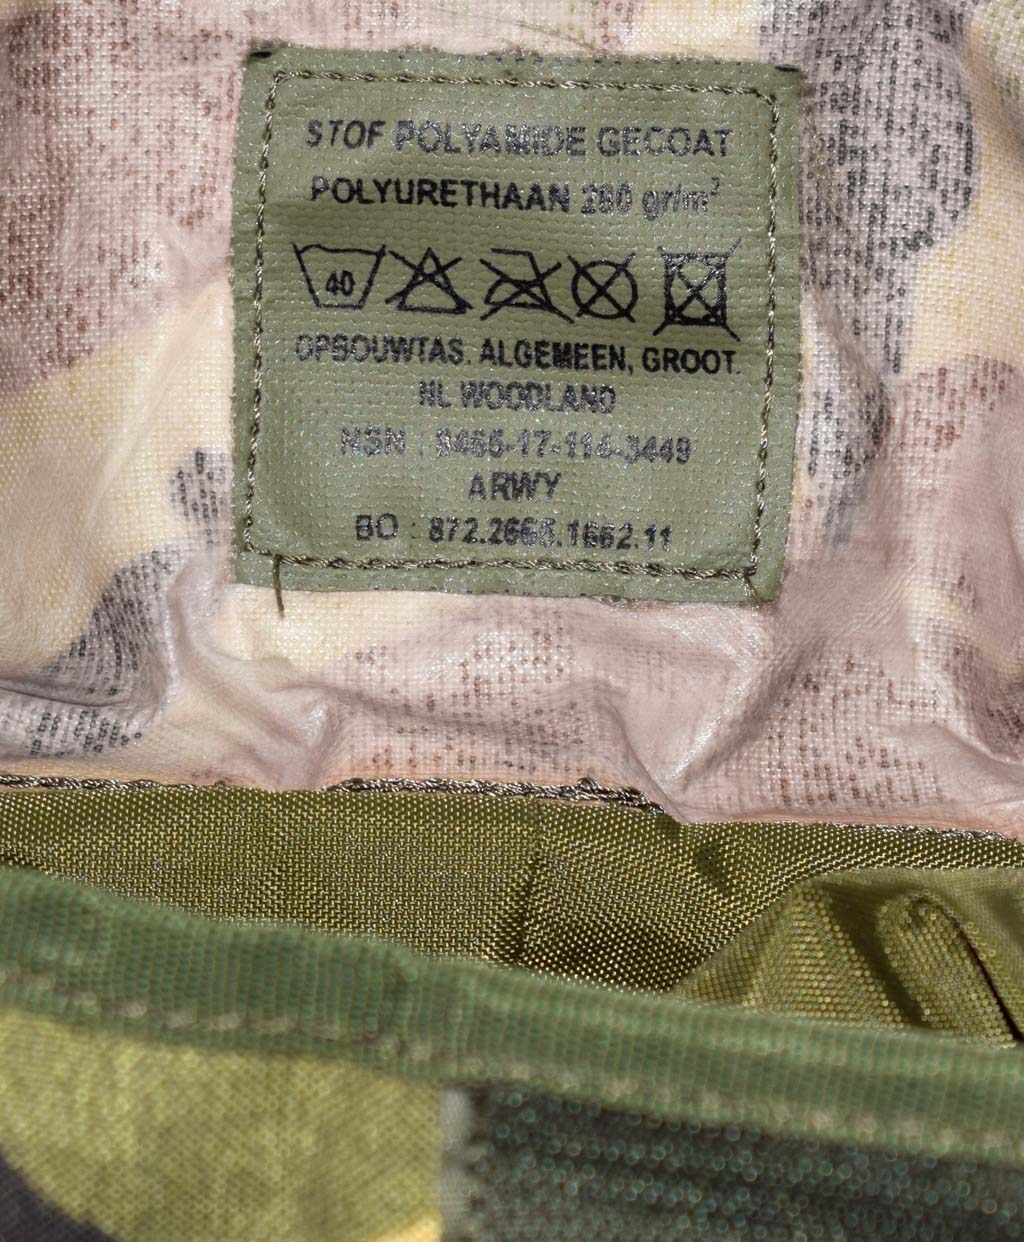 STOF POLYAMIDE GECOAT
POLYURETHAAN 280 gr/m²
40
OPBOUWTAS. ALGEMEEN, GROOT.
NL WOODLAND
NSN : 8465-17-114-3449
ARWY
BO : 872.2665.1662.11